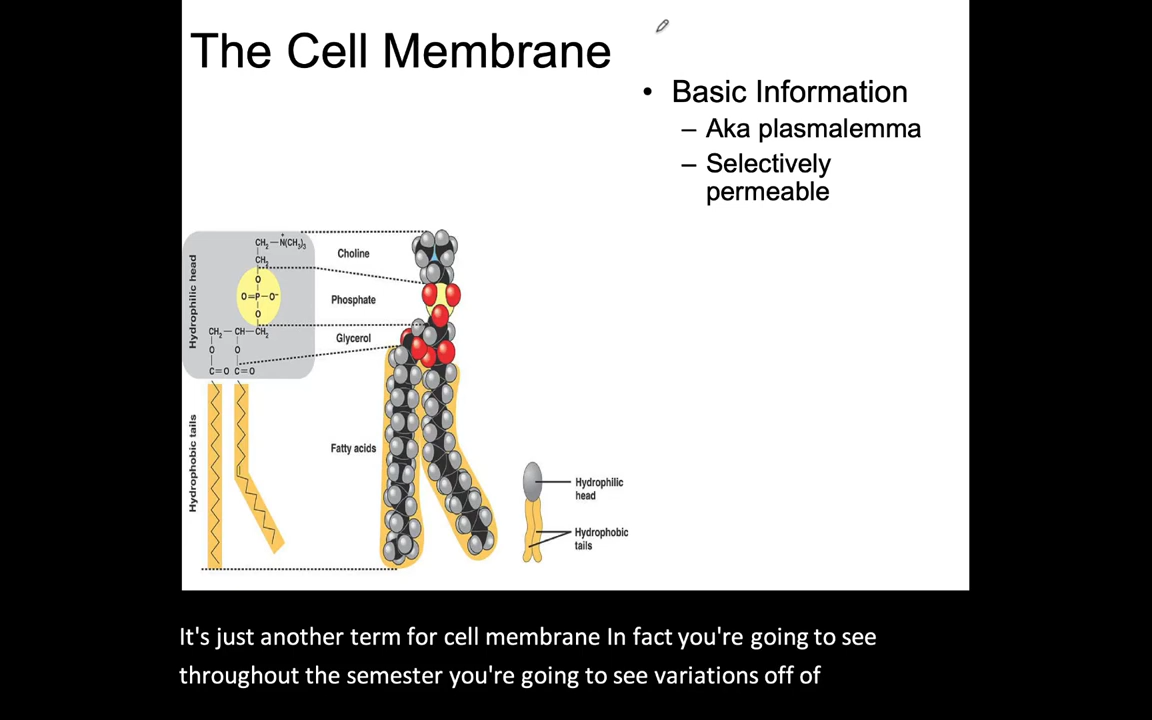 The Cell Membrane
• Basic Information
– Aka plasmalemma
– Selectively
permeable
Hydrophilic head
CH2—N(CH3)3
+
CH2
O
O=P—O−
O
CH2—CH—CH2
O O
C=O C=O
Choline
Phosphate
Glycerol
Hydrophobic tails
Fatty acids
Hydrophilic
head
Hydrophobic
tails
It's just another term for cell membrane In fact you're going to see
throughout the semester you're going to see variations off of